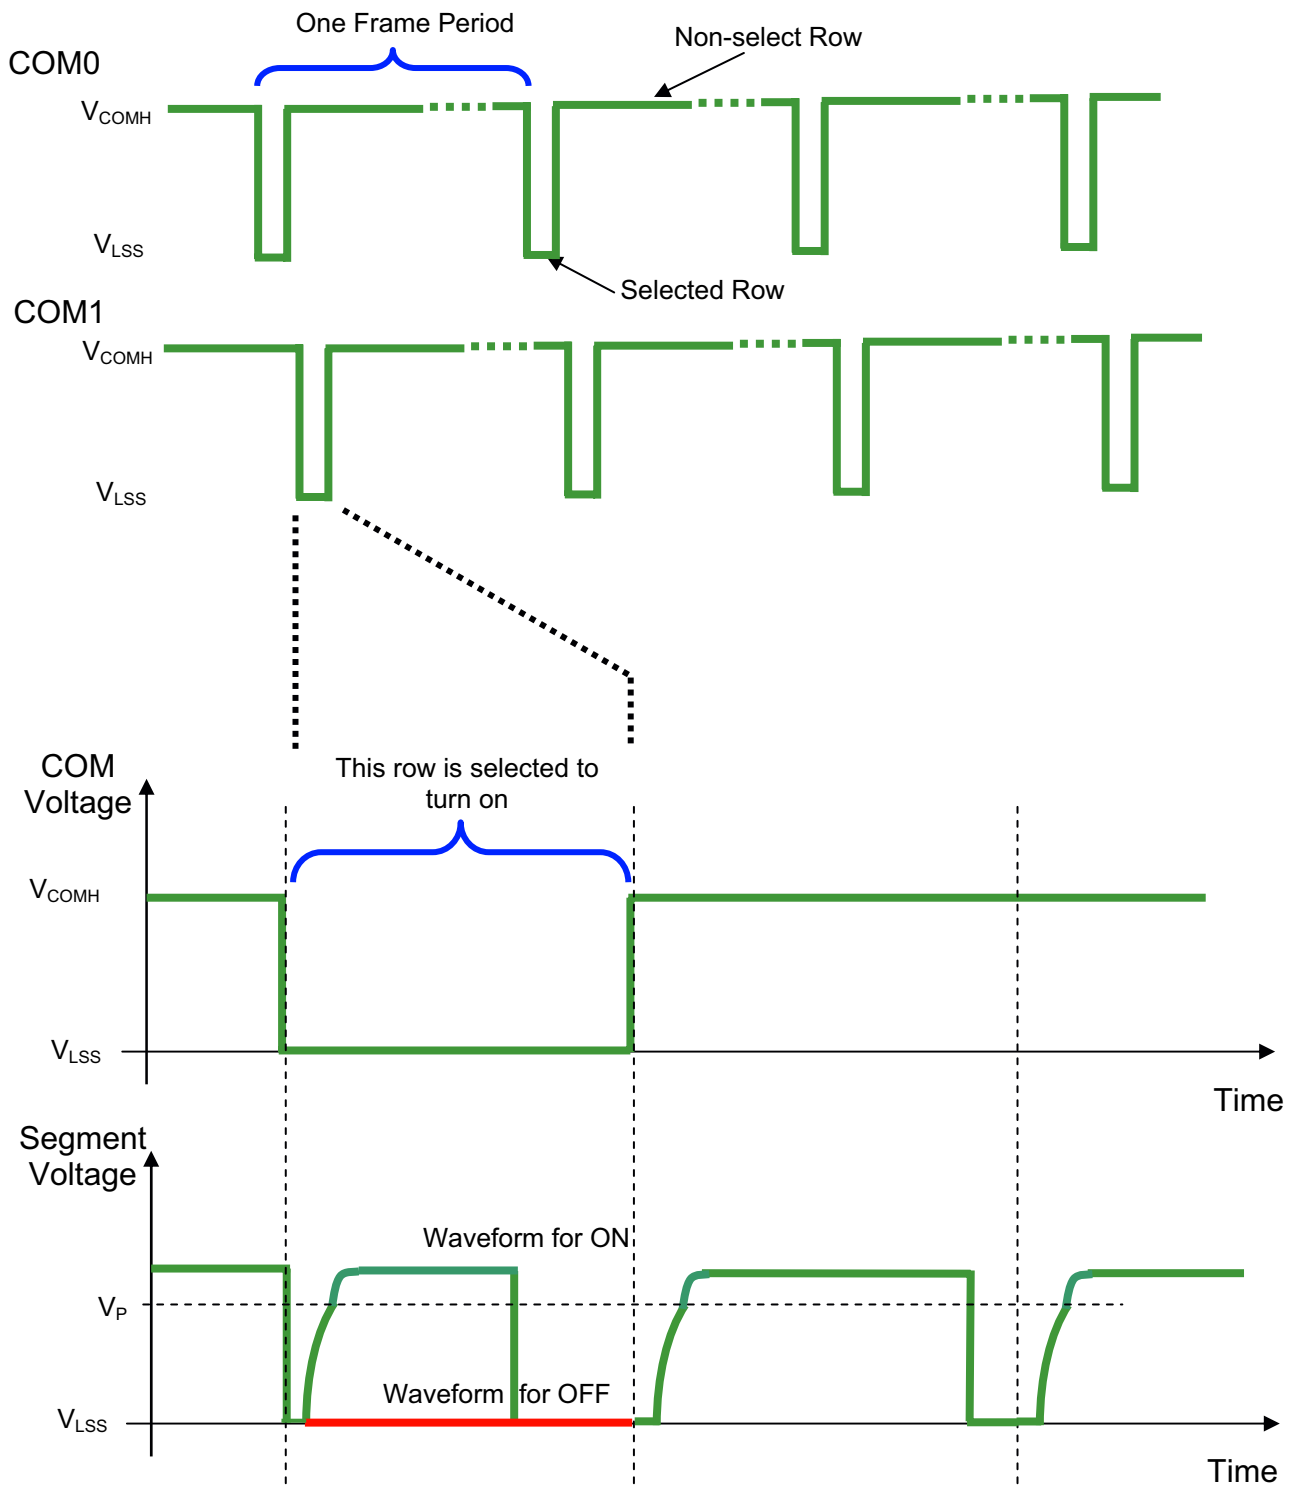 One Frame Period
Non-select Row
COM0
VCOMH
VLSS
Selected Row
COM1
VCOMH
VLSS
This row is selected to
turn on
COM
Voltage
VCOMH
VLSS
Time
Segment
Voltage
Waveform for ON
VP
Waveform for OFF
VLSS
Time